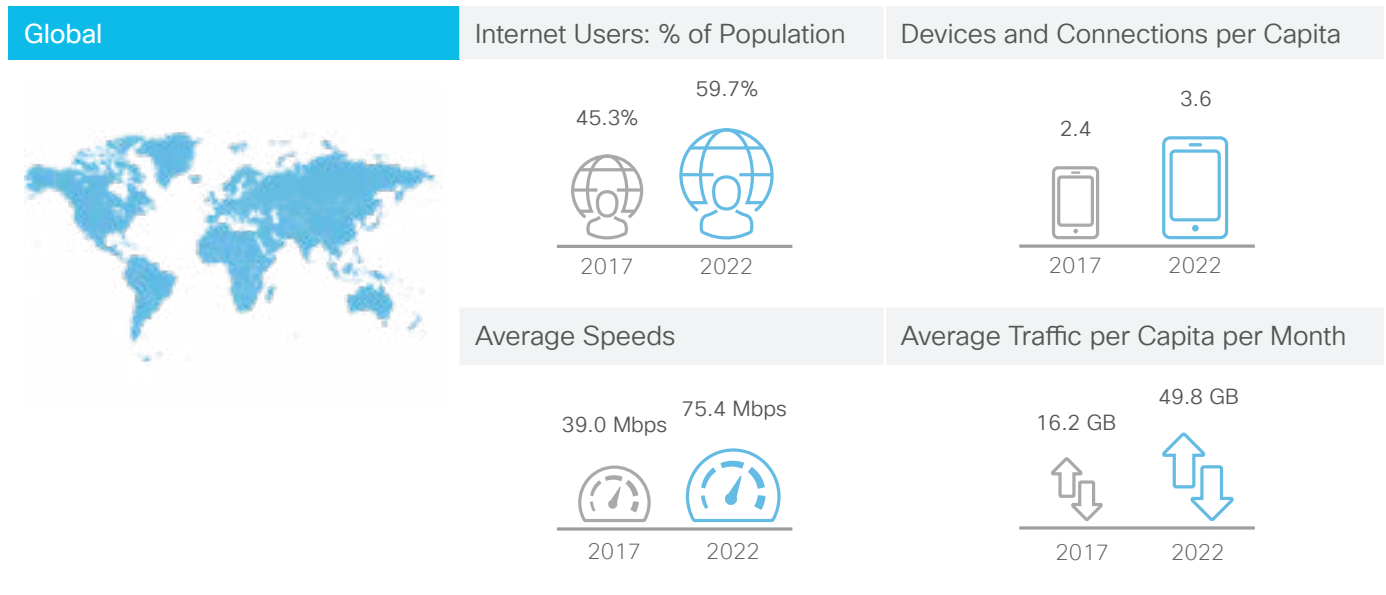 Global
Internet Users: % of Population
Devices and Connections per Capita
45.3%
59.7%
2017
2022
2.4
3.6
2017
2022
Average Speeds
Average Traffic per Capita per Month
39.0 Mbps
75.4 Mbps
2017
2022
16.2 GB
49.8 GB
2017
2022